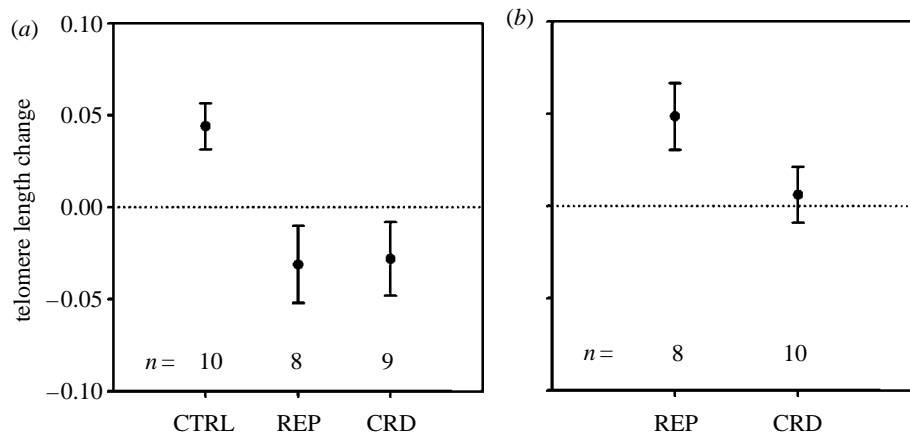 (a)
telomere length change
0.10
0.05
0.00
–0.05
–0.10
n = 10 8 9
CTRL REP CRD
(b)
8 10
REP CRD
n =